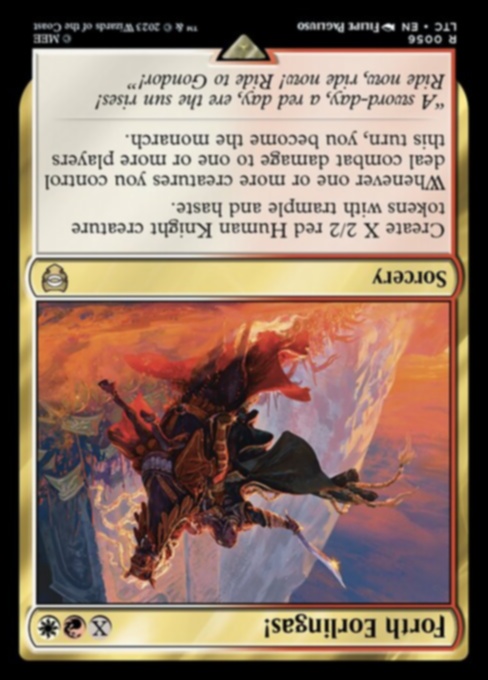 Forth Eorlingas!
X
Sorcery
Create X 2/2 red Human Knight creature
tokens with trample and haste.
Whenever one or more creatures you control
deal combat damage to one or more players
this turn, you become the monarch.
"A sword-day, a red day, ere the sun rises!
Ride now, ride now! Ride to Gondor!"
R 0056
LTC • EN FILIPE PAGLIUSO
© MEE
™ & © 2023 Wizards of the Coast